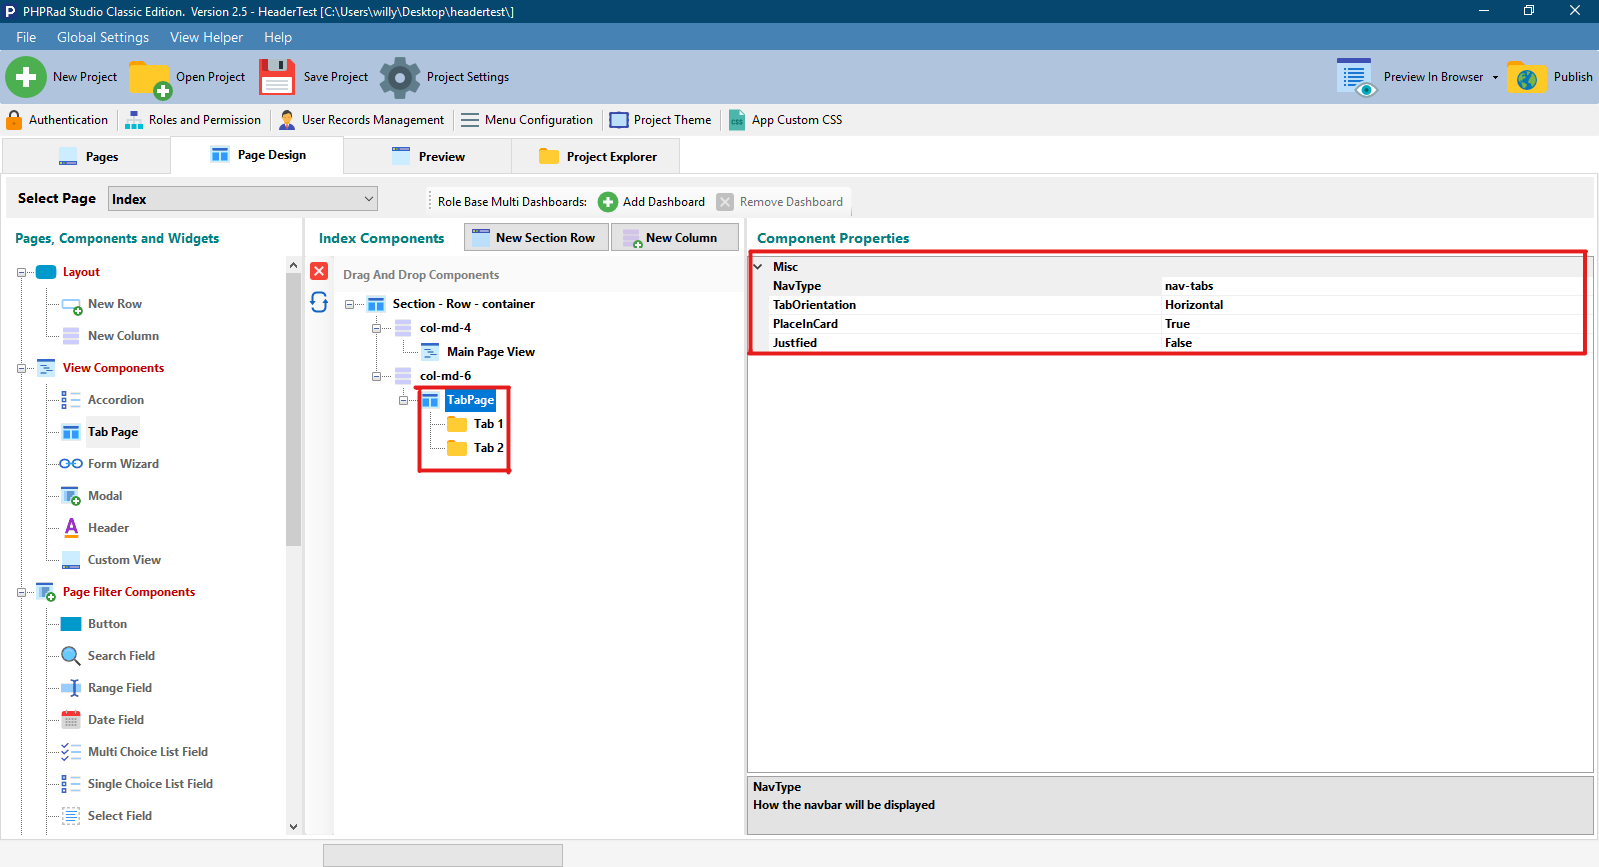 PHPRad Studio Classic Edition. Version 2.5 - HeaderTest [C:\Users\willy\Desktop\headertest\]
File Global Settings View Helper Help
New Project Open Project Save Project Project Settings Preview In Browser Publish
Authentication Roles and Permission User Records Management Menu Configuration Project Theme CSS App Custom CSS
Pages Page Design Preview Project Explorer
Select Page Index Role Base Multi Dashboards: Add Dashboard Remove Dashboard
Pages, Components and Widgets
Layout
New Row
New Column
View Components
Accordion
Tab Page
Form Wizard
Modal
Header
Custom View
Page Filter Components
Button
Search Field
Range Field
Date Field
Multi Choice List Field
Single Choice List Field
Select Field
Index Components New Section Row New Column
Drag And Drop Components
Section - Row - container
col-md-4
Main Page View
col-md-6
TabPage
Tab 1
Tab 2
Component Properties
Misc
NavType nav-tabs
TabOrientation Horizontal
PlaceInCard True
Justfied False
NavType
How the navbar will be displayed